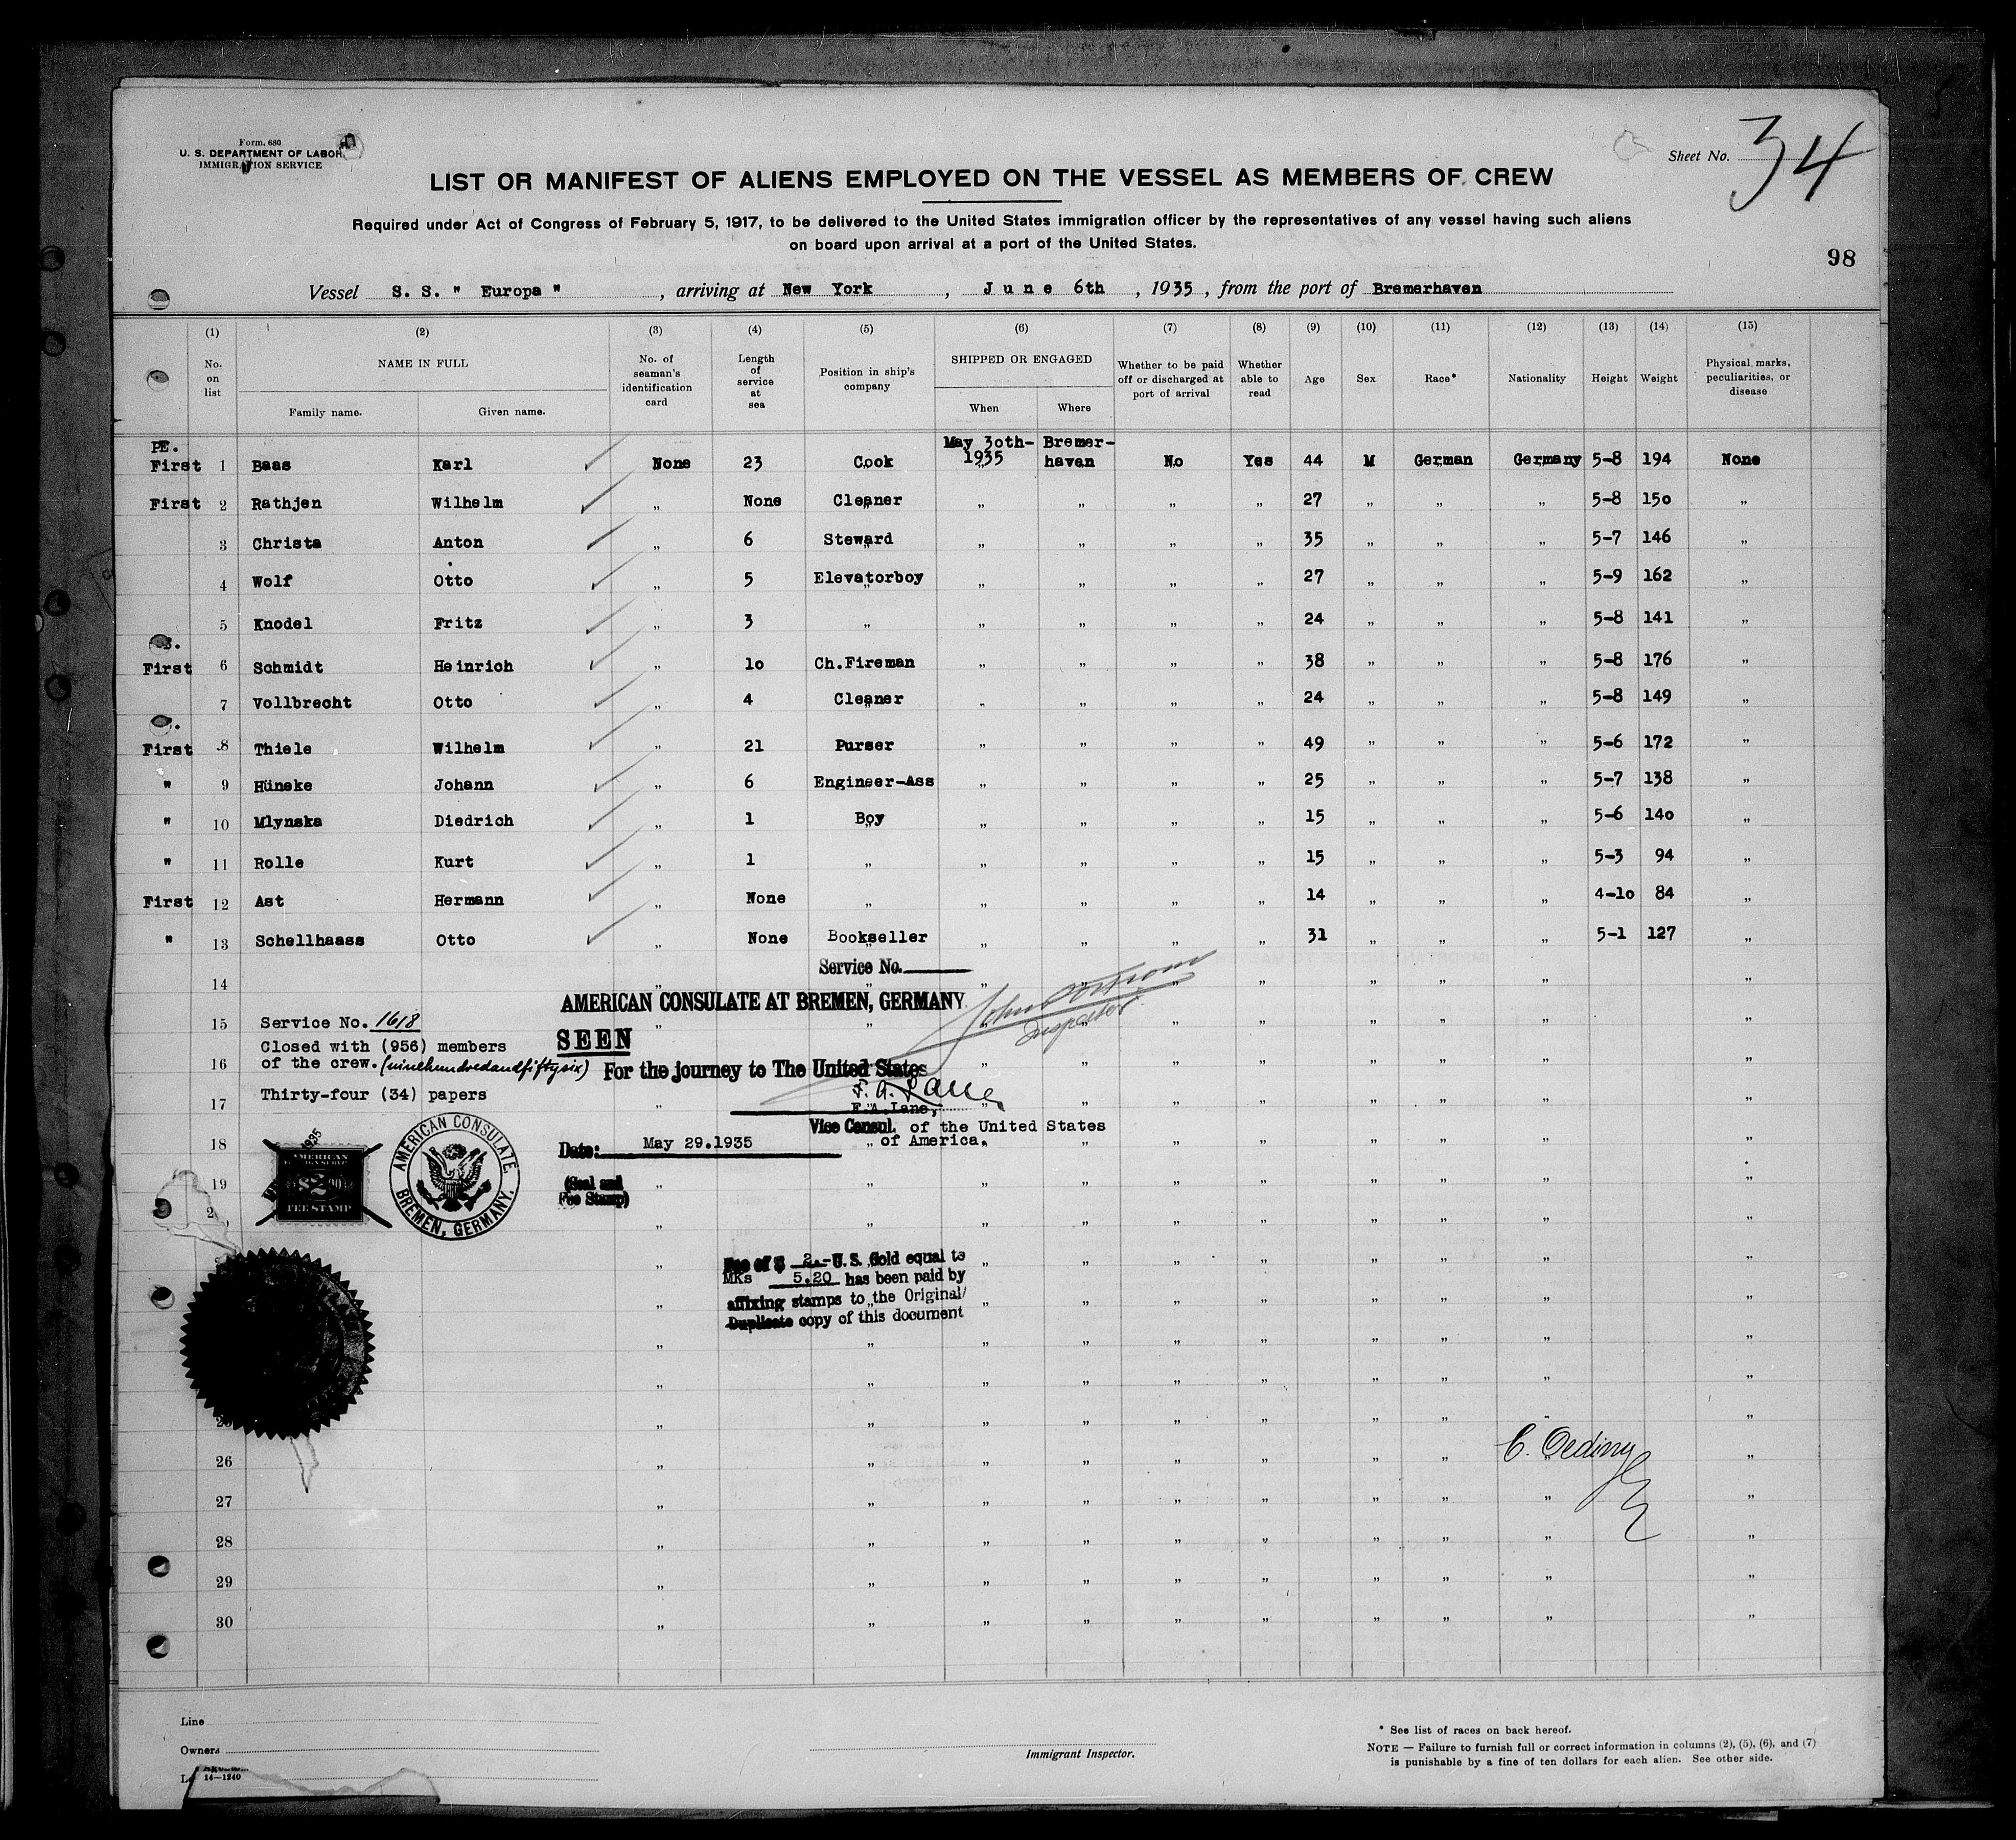 Form. 680
U. S. DEPARTMENT OF LABOR
IMMIGRATION SERVICE
Sheet No. 34
LIST OR MANIFEST OF ALIENS EMPLOYED ON THE VESSEL AS MEMBERS OF CREW
Required under Act of Congress of February 5, 1917, to be delivered to the United States immigration officer by the representatives of any vessel having such aliens
on board upon arrival at a port of the United States.
98
Vessel S. S. " Europa " , arriving at New York , June 6th , 1935 , from the port of Bremerhaven
(1) (2) (3) (4) (5) (6) (7) (8) (9) (10) (11) (12) (13) (14) (15)
No. on list NAME IN FULL Family name. Given name. No. of seaman's identification card Length of service at sea Position in ship's company SHIPPED OR ENGAGED When Where Whether to be paid off or discharged at port of arrival Whether able to read Age Sex Race* Nationality Height Weight Physical marks, peculiarities, or disease
PE. May 3oth- Bremer-
First 1 Baas Karl None 23 Cook 1935 haven No Yes 44 M German Germany 5-8 194 None
First 2 Rathjen Wilhelm „ None Cleaner „ „ „ „ 27 „ „ „ 5-8 15o „
3 Christa Anton „ 6 Steward „ „ „ „ 35 „ „ „ 5-7 146 „
4 Wolf Otto „ 5 Elevatorboy „ „ „ „ 27 „ „ „ 5-9 162 „
5 Knodel Fritz „ 3 „ „ „ „ „ 24 „ „ „ 5-8 141 „
First 6 Schmidt Heinrich „ 1o Ch.Fireman „ „ „ „ 38 „ „ „ 5-8 176 „
7 Vollbrecht Otto „ 4 Cleaner „ „ „ „ 24 „ „ „ 5-8 149 „
First 8 Thiele Wilhelm „ 21 Purser „ „ „ „ 49 „ „ „ 5-6 172 „
" 9 Hüneke Johann „ 6 Engineer-Ass „ „ „ „ 25 „ „ „ 5-7 138 „
" 10 Mlynska Diedrich „ 1 Boy „ „ „ „ 15 „ „ „ 5-6 14o „
" 11 Rolle Kurt „ 1 „ „ „ „ „ 15 „ „ „ 5-3 94 „
First 12 Ast Hermann „ None „ „ „ „ „ 14 „ „ „ 4-1o 84 „
" 13 Schellhaass Otto None Bookseller „ „ „ „ 31 „ „ „ 5-1 127 „
Service No.
14
AMERICAN CONSULATE AT BREMEN, GERMANY
Inspector
15 Service No. 1618
SEEN
Closed with (956) members
16 of the crew. (ninehundredandfiftysix)
For the journey to The United States
17 Thirty-four (34) papers
F. A. Lane
F.A.Lane,
Vice Consul. of the United States
of America.
18
Date: May 29.1935
AMERICAN CONSULATE
BREMEN, GERMANY.
1935
AMERICAN
$2.00
FEE STAMP
19
(Seal and
Fee Stamp)
Fee of $ 2.- U. S. Gold equal to
MKs 5.20 has been paid by
affixing stamps to the Original/
Duplicate copy of this document
26
C. Oeding
27
28
29
30
Line
Owners
14—1240
Immigrant Inspector.
* See list of races on back hereof.
NOTE — Failure to furnish full or correct information in columns (2), (5), (6), and (7)
is punishable by a fine of ten dollars for each alien. See other side.